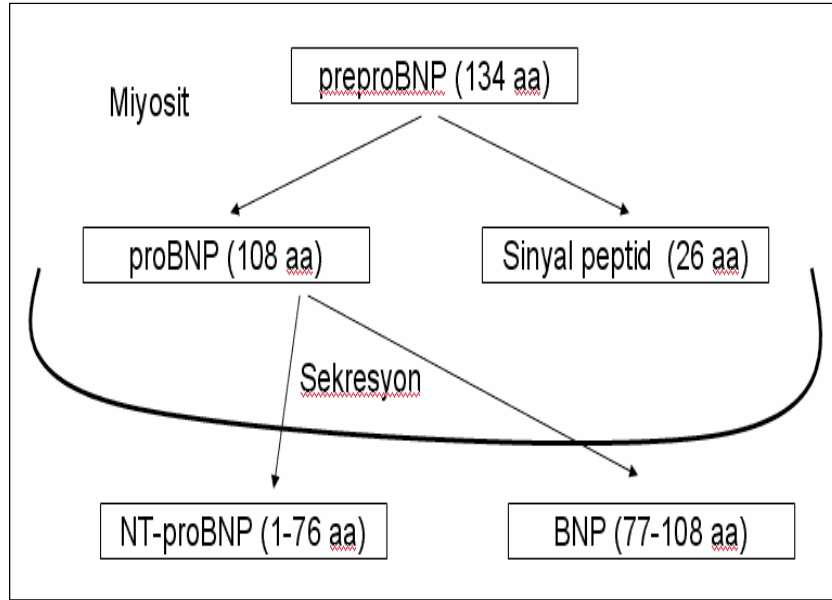 preproBNP (134 aa)
Miyosit
proBNP (108 aa)
Sinyal peptid (26 aa)
Sekresyon
NT-proBNP (1-76 aa)
BNP (77-108 aa)